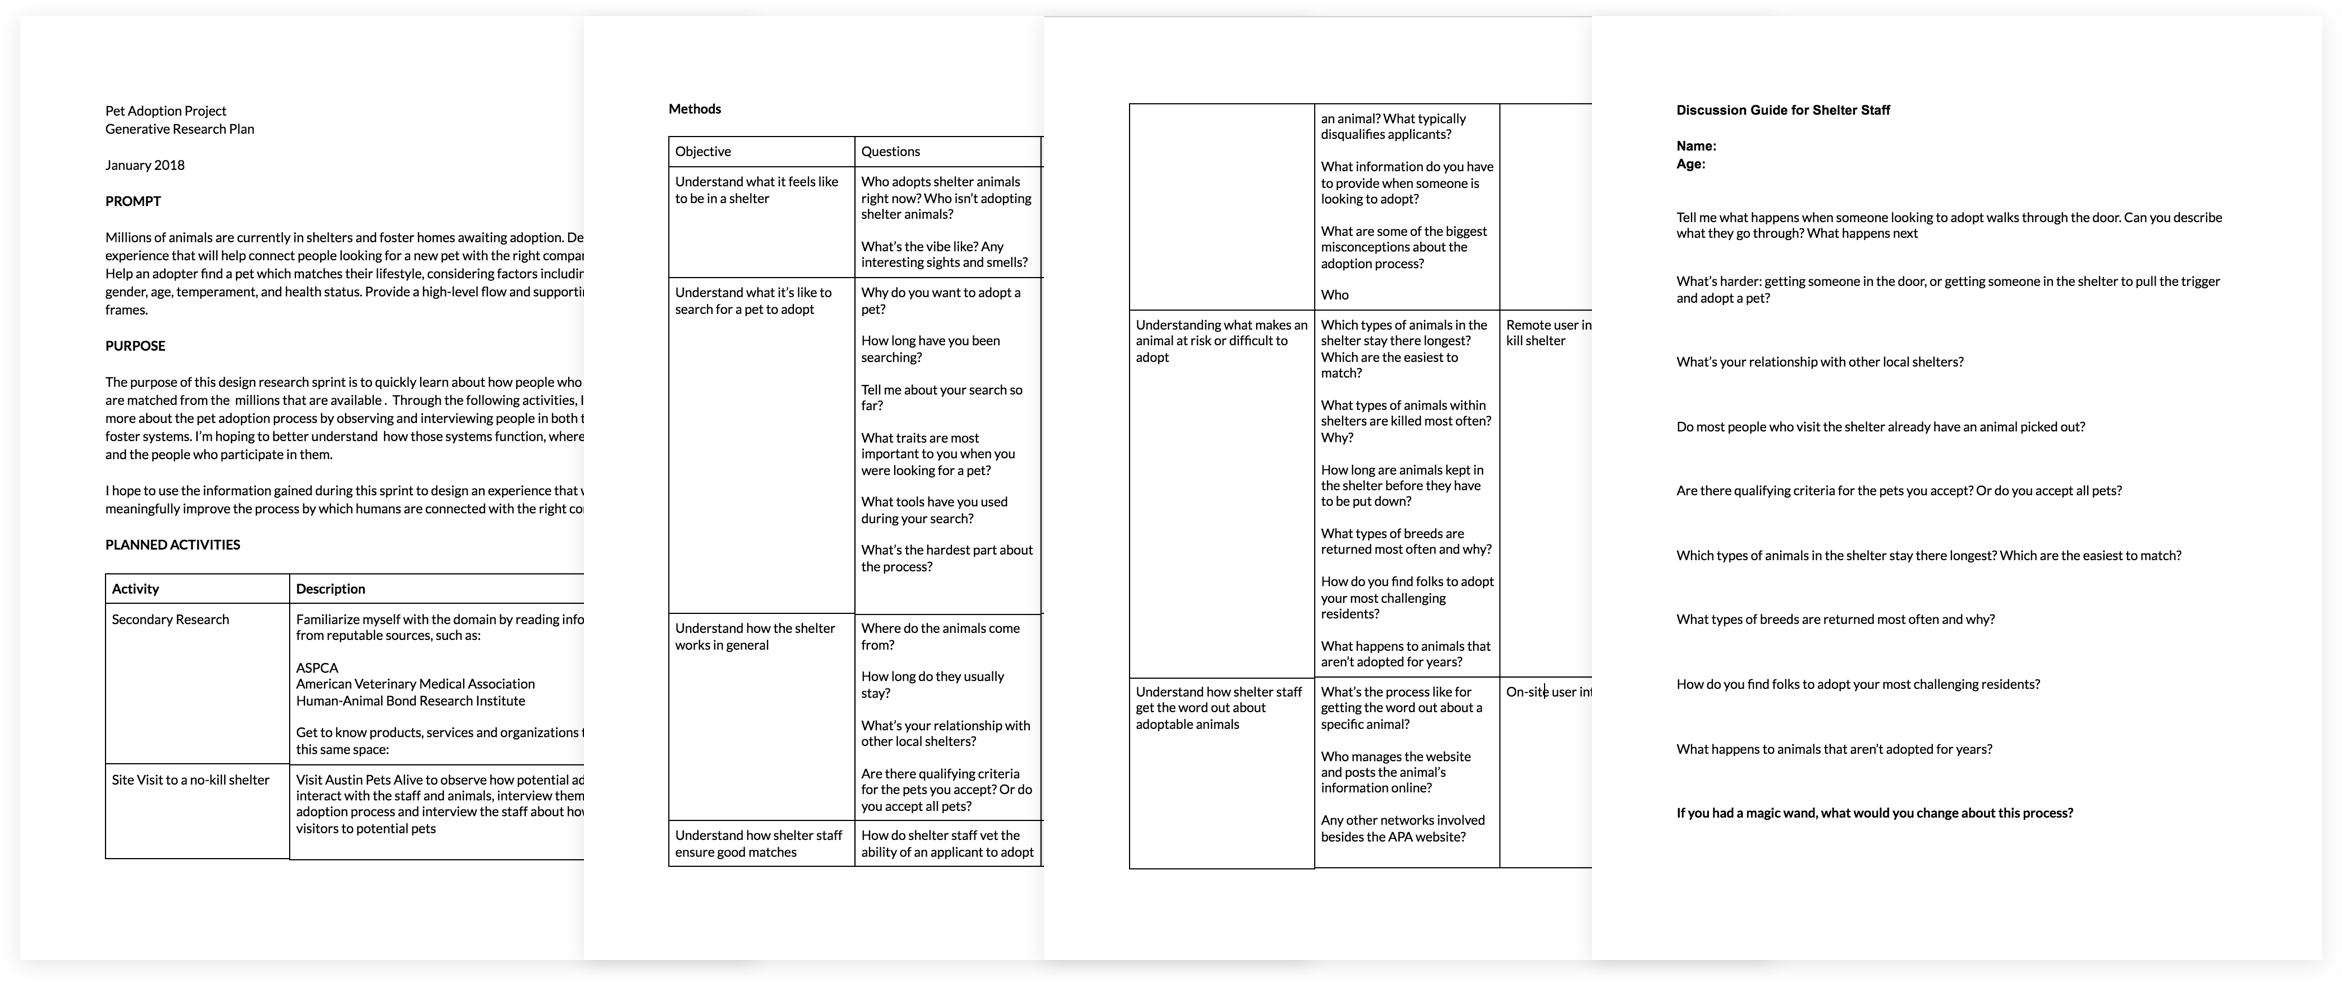 Pet Adoption Project
Generative Research Plan
January 2018
PROMPT
Millions of animals are currently in shelters and foster homes awaiting adoption.
experience that will help connect people looking for a new pet with the right
Help an adopter find a pet which matches their lifestyle, considering factors
gender, age, temperament, and health status. Provide a high-level flow and
frames.
PURPOSE
The purpose of this design research sprint is to quickly learn about how people who
are matched from the millions that are available . Through the following activities, I
more about the pet adoption process by observing and interviewing people in both
foster systems. I'm hoping to better understand how those systems function, where
and the people who participate in them.
I hope to use the information gained during this sprint to design an experience that
meaningfully improve the process by which humans are connected with the right
PLANNED ACTIVITIES
Activity
Description
Secondary Research
Familiarize myself with the domain by reading
from reputable sources, such as:
ASPCA
American Veterinary Medical Association
Human-Animal Bond Research Institute
Get to know products, services and organizations
this same space:
Site Visit to a no-kill shelter
Visit Austin Pets Alive to observe how potential
interact with the staff and animals, interview them
adoption process and interview the staff about
visitors to potential pets
Methods
Objective
Questions
Understand what it feels like
to be in a shelter
Who adopts shelter animals
right now? Who isn't adopting
shelter animals?
What's the vibe like? Any
interesting sights and smells?
Understand what it's like to
search for a pet to adopt
Why do you want to adopt a
pet?
How long have you been
searching?
Tell me about your search so
far?
What traits are most
important to you when you
were looking for a pet?
What tools have you used
during your search?
What's the hardest part about
the process?
Understand how the shelter
works in general
Where do the animals come
from?
How long do they usually
stay?
What's your relationship with
other local shelters?
Are there qualifying criteria
for the pets you accept? Or do
you accept all pets?
Understand how shelter staff
ensure good matches
How do shelter staff vet the
ability of an applicant to adopt
an animal? What typically
disqualifies applicants?
What information do you have
to provide when someone is
looking to adopt?
What are some of the biggest
misconceptions about the
adoption process?
Who
Understanding what makes an
animal at risk or difficult to
adopt
Which types of animals in the
shelter stay there longest?
Which are the easiest to
match?
What types of animals within
shelters are killed most often?
Why?
How long are animals kept in
the shelter before they have
to be put down?
What types of breeds are
returned most often and why?
How do you find folks to adopt
your most challenging
residents?
What happens to animals that
aren't adopted for years?
Remote user
kill shelter
Understand how shelter staff
get the word out about
adoptable animals
What's the process like for
getting the word out about a
specific animal?
Who manages the website
and posts the animal's
information online?
Any other networks involved
besides the APA website?
On-site user
Discussion Guide for Shelter Staff
Name:
Age:
Tell me what happens when someone looking to adopt walks through the door. Can you describe
what they go through? What happens next
What's harder: getting someone in the door, or getting someone in the shelter to pull the trigger
and adopt a pet?
What's your relationship with other local shelters?
Do most people who visit the shelter already have an animal picked out?
Are there qualifying criteria for the pets you accept? Or do you accept all pets?
Which types of animals in the shelter stay there longest? Which are the easiest to match?
What types of breeds are returned most often and why?
How do you find folks to adopt your most challenging residents?
What happens to animals that aren't adopted for years?
If you had a magic wand, what would you change about this process?